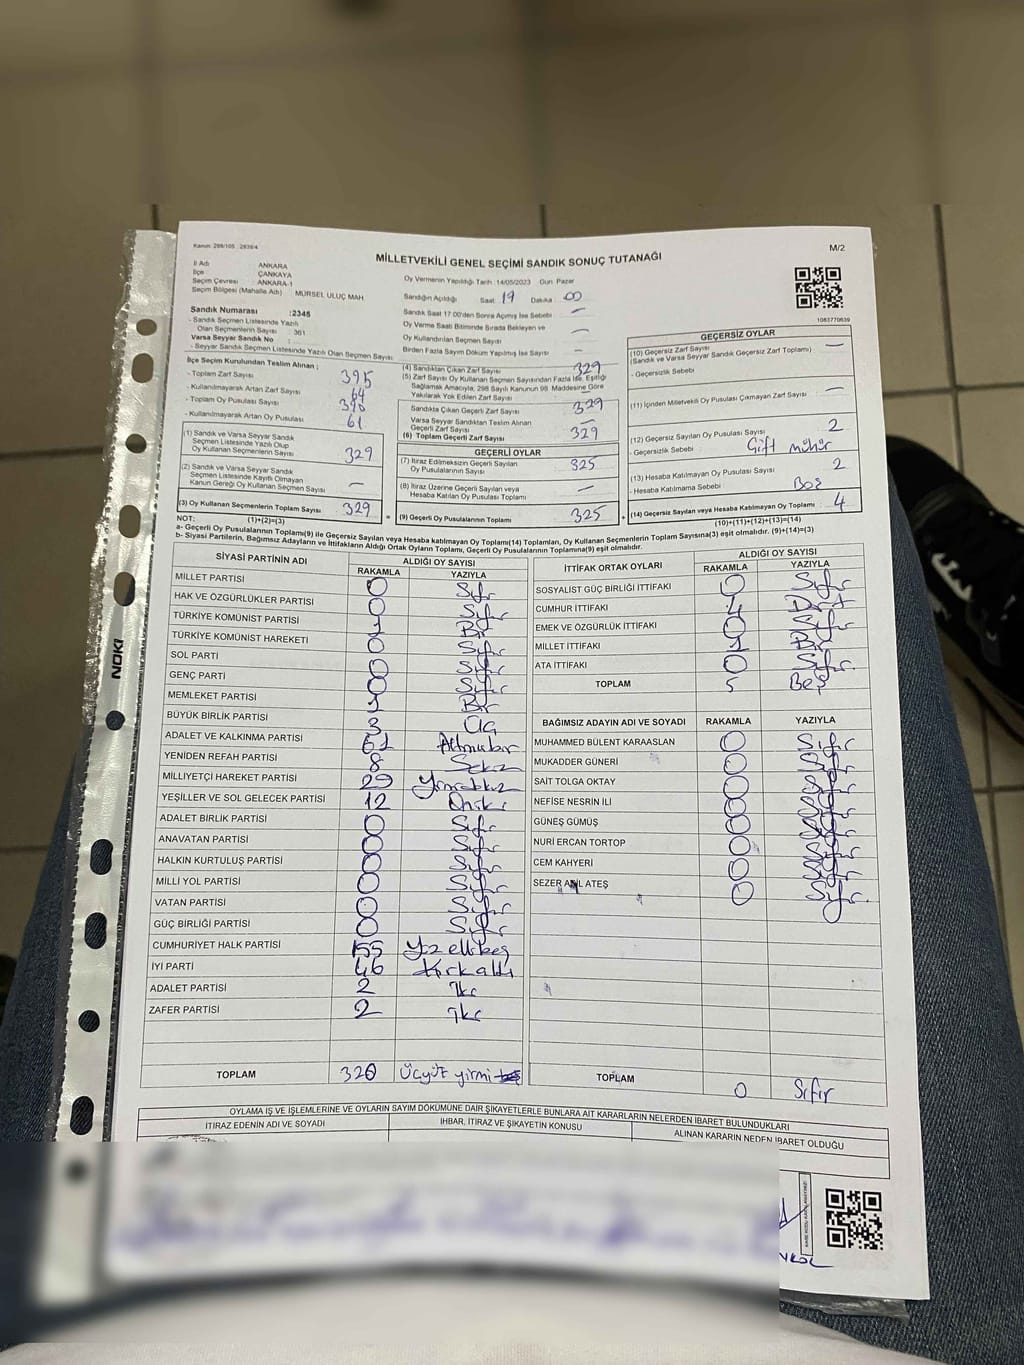 Kanun: 298/105 : 2839/4
M/2
MİLLETVEKİLİ GENEL SEÇİMİ SANDIK SONUÇ TUTANAĞI
İl Adı : ANKARA
İlçe : ÇANKAYA
Seçim Çevresi : ANKARA-1
Seçim Bölgesi (Mahalle Adı) : MÜRSEL ULUÇ MAH.
Oy Vermenin Yapıldığı Tarih :14/05/2023 Gün: Pazar
Sandığın Açıldığı Saat: 19 Dakika : 00
1083770639
Sandık Numarası :2345
- Sandık Seçmen Listesinde Yazılı
Olan Seçmenlerin Sayısı : 361
Varsa Seyyar Sandık No :
- Seyyar Sandık Seçmen Listesinde Yazılı Olan Seçmen Sayısı:
Sandık Saat 17.00'den Sonra Açımış İse Sebebi : —
Oy Verme Saati Bitiminde Sırada Bekleyen ve
Oy Kullandırılan Seçmen Sayısı : —
Birden Fazla Sayım Döküm Yapılmış İse Sayısı : —
İlçe Seçim Kurulundan Teslim Alınan :
- Toplam Zarf Sayısı : 395
- Kullanılmayarak Artan Zarf Sayısı : 64
- Toplam Oy Pusulası Sayısı :
- Kullanılmayarak Artan Oy Pusulası : 61
(1) Sandık ve Varsa Seyyar Sandık
Seçmen Listesinde Yazılı Olup
Oy Kullanan Seçmenlerin Sayısı : 329
(2) Sandık ve Varsa Seyyar Sandık
Seçmen Listesinde Kayıtlı Olmayan
Kanun Gereği Oy Kullanan Seçmen Sayısı : —
(3) Oy Kullanan Seçmenlerin Toplam Sayısı : 329
(1)+(2)=(3)
(4) Sandıktan Çıkan Zarf Sayısı : 329
(5) Zarf Sayısı Oy Kullanan Seçmen Sayısından Fazla İse, Eşitliği
Sağlamak Amacıyla, 298 Sayılı Kanunun 98. Maddesine Göre
Yakılarak Yok Edilen Zarf Sayısı : —
Sandıkta Çıkan Geçerli Zarf Sayısı : 329
Varsa Seyyar Sandıktan Teslim Alınan
Geçerli Zarf Sayısı : —
(6) Toplam Geçerli Zarf Sayısı : 329
GEÇERLİ OYLAR
(7) İtiraz Edilmeksizin Geçerli Sayılan
Oy Pusulalarının Sayısı : 325
(8) İtiraz Üzerine Geçerli Sayılan veya
Hesaba Katılan Oy Pusulası Toplamı : —
(9) Geçerli Oy Pusulalarının Toplamı : 325
GEÇERSİZ OYLAR
(10) Geçersiz Zarf Sayısı : —
(Sandık ve Varsa Seyyar Sandık Geçersiz Zarf Toplamı)
- Geçersizlik Sebebi :
(11) İçinden Milletvekili Oy Pusulası Çıkmayan Zarf Sayısı : —
(12) Geçersiz Sayılan Oy Pusulası Sayısı : 2
- Geçersizlik Sebebi : Çift mühür
(13) Hesaba Katılmayan Oy Pusulası Sayısı : 2
- Hesaba Katılmama Sebebi : Boş
(14) Geçersiz Sayılan veya Hesaba Katılmayan Oy Toplamı : 4
(10)+(11)+(12)+(13)=(14)
NOT:
a- Geçerli Oy Pusulalarının Toplamı(9) ile Geçersiz Sayılan veya Hesaba Katılmayan Oy Toplamı(14) Toplamları, Oy Kullanan Seçmenlerin Toplam Sayısına(3) eşit olmalıdır. (9)+(14)=(3)
b- Siyasi Partilerin, Bağımsız Adayların ve İttifakların Aldığı Ortak Oyların Toplamı, Geçerli Oy Pusulalarının Toplamına(9) eşit olmalıdır.
SİYASİ PARTİNİN ADI ALDIĞI OY SAYISI
RAKAMLA YAZIYLA
MİLLET PARTİSİ 0 Sıfır
HAK VE ÖZGÜRLÜKLER PARTİSİ 0 Sıfır
TÜRKİYE KOMÜNİST PARTİSİ 1 Bir
TÜRKİYE KOMÜNİST HAREKETİ 0 Sıfır
SOL PARTİ 0 Sıfır
GENÇ PARTİ 0 Sıfır
MEMLEKET PARTİSİ 1 Bir
BÜYÜK BİRLİK PARTİSİ 3 Üç
ADALET VE KALKINMA PARTİSİ 61 Altmışbir
YENİDEN REFAH PARTİSİ 8 Sekiz
MİLLİYETÇİ HAREKET PARTİSİ 29 Yirmidokuz
YEŞİLLER VE SOL GELECEK PARTİSİ 12 Oniki
ADALET BİRLİK PARTİSİ 0 Sıfır
ANAVATAN PARTİSİ 0 Sıfır
HALKIN KURTULUŞ PARTİSİ 0 Sıfır
MİLLİ YOL PARTİSİ 0 Sıfır
VATAN PARTİSİ 0 Sıfır
GÜÇ BİRLİĞİ PARTİSİ 0 Sıfır
CUMHURİYET HALK PARTİSİ 155 Yüzellibeş
İYİ PARTİ 46 Kırkaltı
ADALET PARTİSİ 2 İki
ZAFER PARTİSİ 2 İki
TOPLAM 320 Üçyüz yirmi
İTTİFAK ORTAK OYLARI ALDIĞI OY SAYISI
RAKAMLA YAZIYLA
SOSYALIST GÜÇ BİRLİĞİ İTTİFAKI 0 Sıfır
CUMHUR İTTİFAKI 4 Dört
EMEK VE ÖZGÜRLÜK İTTİFAKI 0 Sıfır
MİLLET İTTİFAKI 1 Bir
ATA İTTİFAKI 0 Sıfır
TOPLAM 5 Beş
BAĞIMSIZ ADAYIN ADI VE SOYADI RAKAMLA YAZIYLA
MUHAMMED BÜLENT KARAASLAN 0 Sıfır
MUKADDER GÜNERİ 0 Sıfır
SAİT TOLGA OKTAY 0 Sıfır
NEFİSE NESRİN İLİ 0 Sıfır
GÜNEŞ GÜMÜŞ 0 Sıfır
NURİ ERCAN TORTOP 0 Sıfır
CEM KAHYERİ 0 Sıfır
SEZER ANIL ATEŞ 0 Sıfır
TOPLAM 0 Sıfır
OYLAMA İŞ VE İŞLEMLERİNE VE OYLARIN SAYIM DÖKÜMÜNE DAİR ŞİKAYETLERLE BUNLARA AİT KARARLARIN NELERDEN İBARET BULUNDUKLARI
İTİRAZ EDENİN ADI VE SOYADI İHBAR, İTİRAZ VE ŞİKAYETİN KONUSU ALINAN KARARIN NEDEN İBARET OLDUĞU
NOKI